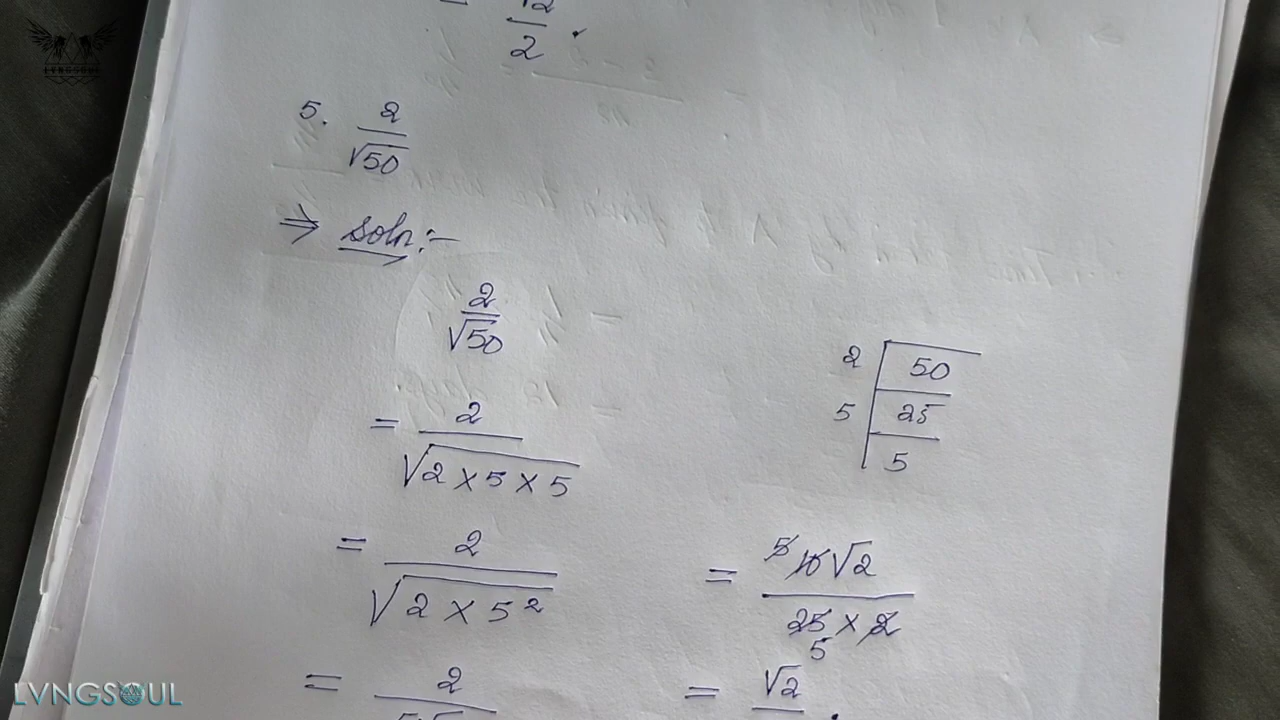 LVNGSOUL
√2
2 .
5. 2
√50
⇒ Soln:-
2
√50
= 2
√2 × 5 × 5
= 2
√2 × 5²
= 2
2 | 50
5 | 25
5
= 5 10√2
25 × 2
5
= √2
LVNGSOUL